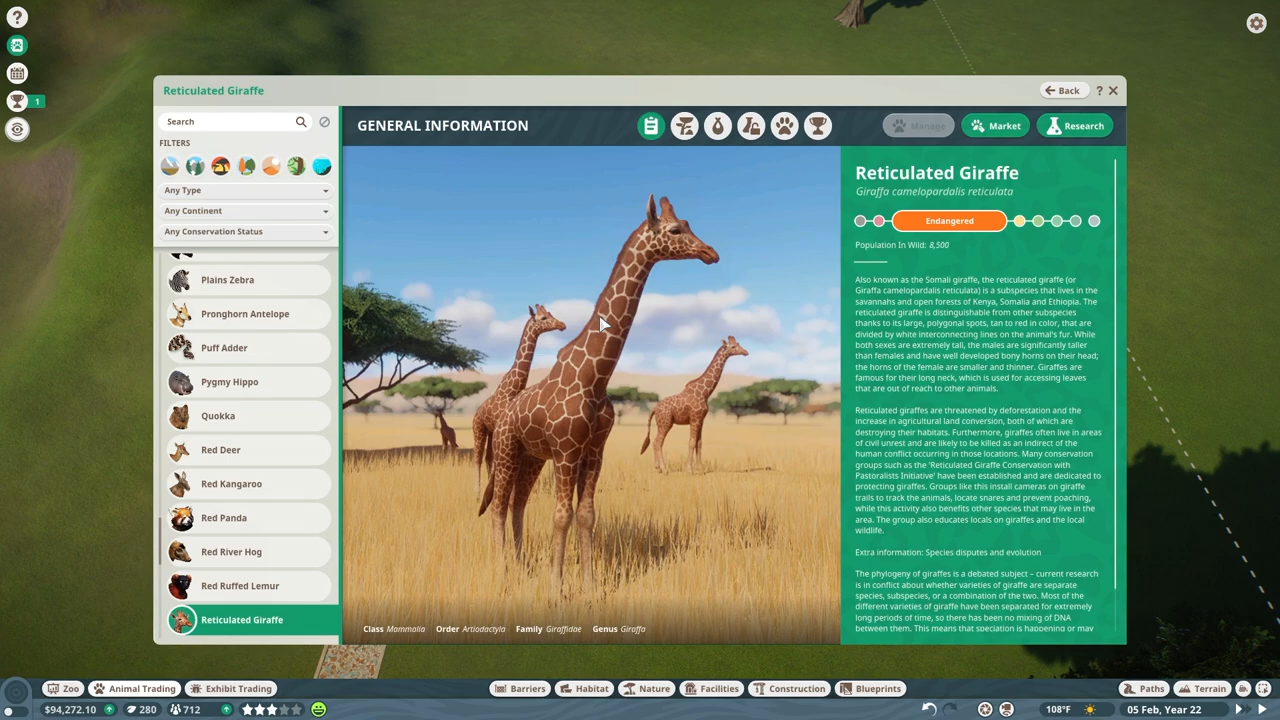 1
Reticulated Giraffe
Back
?
Search
FILTERS
Any Type
Any Continent
Any Conservation Status
Plains Zebra
Pronghorn Antelope
Puff Adder
Pygmy Hippo
Quokka
Red Deer
Red Kangaroo
Red Panda
Red River Hog
Red Ruffed Lemur
Reticulated Giraffe
GENERAL INFORMATION
Manage
Market
Research
Class Mammalia Order Artiodactyla Family Giraffidae Genus Giraffa
Reticulated Giraffe
Giraffa camelopardalis reticulata
Endangered
Population In Wild: 8,500
Also known as the Somali giraffe, the reticulated giraffe (or
Giraffa camelopardalis reticulata) is a subspecies that lives in the
savannahs and open forests of Kenya, Somalia and Ethiopia. The
reticulated giraffe is distinguishable from other subspecies
thanks to its large, polygonal spots, tan to red in color, that are
divided by white interconnecting lines on the animal's fur. While
both sexes are extremely tall, the males are significantly taller
than females and have well developed bony horns on their head;
the horns of the female are smaller and thinner. Giraffes are
famous for their long neck, which is used for accessing leaves
that are out of reach to other animals.
Reticulated giraffes are threatened by deforestation and the
increase in agricultural land conversion, both of which are
destroying their habitats. Furthermore, giraffes often live in areas
of civil unrest and are likely to be killed as an indirect of the
human conflict occurring in those locations. Many conservation
groups such as the 'Reticulated Giraffe Conservation with
Pastoralists Initiative' have been established and are dedicated to
protecting giraffes. Groups like this install cameras on giraffe
trails to track the animals, locate snares and prevent poaching,
while this activity also benefits other species that may live in the
area. The group also educates locals on giraffes and the local
wildlife.
Extra information: Species disputes and evolution
The phylogeny of giraffes is a debated subject – current research
is in conflict about whether varieties of giraffe are separate
species, subspecies, or a combination of the two. Most of the
different varieties of giraffe have been separated for extremely
long periods of time, so there has been no mixing of DNA
between them. This means that speciation is happening or may
Zoo
Animal Trading
Exhibit Trading
Barriers
Habitat
Nature
Facilities
Construction
Blueprints
Paths
Terrain
$94,272.10
280
712
108°F
05 Feb, Year 22